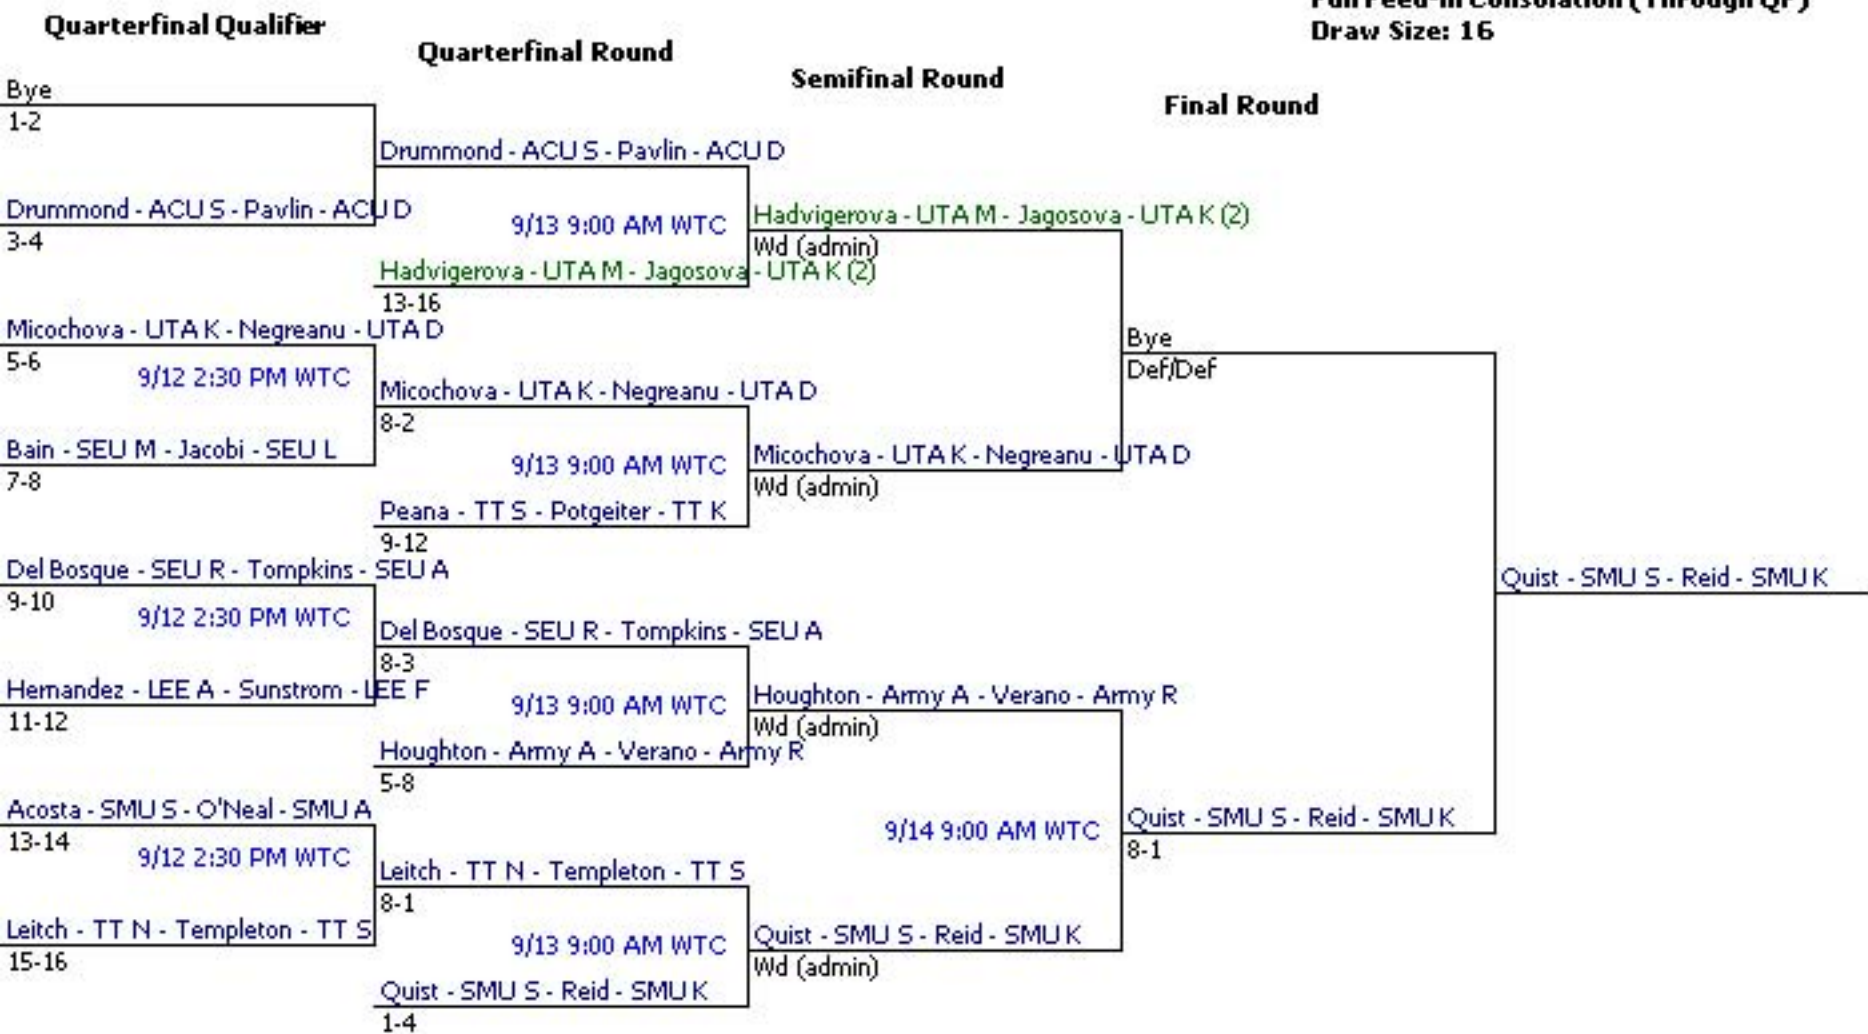 Full Feed-In Consolation (Through QF)
Draw Size: 16
Quarterfinal Qualifier
Quarterfinal Round
Semifinal Round
Final Round
Bye
1-2
Drummond - ACU S - Pavlin - ACU D
3-4
Micochova - UTA K - Negreanu - UTA D
5-6
9/12 2:30 PM WTC
Bain - SEU M - Jacobi - SEU L
7-8
Del Bosque - SEU R - Tompkins - SEU A
9-10
9/12 2:30 PM WTC
Hernandez - LEE A - Sunstrom - LEE F
11-12
Acosta - SMU S - O'Neal - SMU A
13-14
9/12 2:30 PM WTC
Leitch - TT N - Templeton - TT S
15-16
Drummond - ACU S - Pavlin - ACU D
9/13 9:00 AM WTC
Hadvigerova - UTA M - Jagosova - UTA K (2)
13-16
Micochova - UTA K - Negreanu - UTA D
8-2
9/13 9:00 AM WTC
Peana - TT S - Potgeiter - TT K
9-12
Del Bosque - SEU R - Tompkins - SEU A
8-3
9/13 9:00 AM WTC
Houghton - Army A - Verano - Army R
5-8
Leitch - TT N - Templeton - TT S
8-1
9/13 9:00 AM WTC
Quist - SMU S - Reid - SMU K
1-4
Hadvigerova - UTA M - Jagosova - UTA K (2)
Wd (admin)
Micochova - UTA K - Negreanu - UTA D
Wd (admin)
Houghton - Army A - Verano - Army R
Wd (admin)
9/14 9:00 AM WTC
Quist - SMU S - Reid - SMU K
Wd (admin)
Bye
Def/Def
Quist - SMU S - Reid - SMU K
8-1
Quist - SMU S - Reid - SMU K